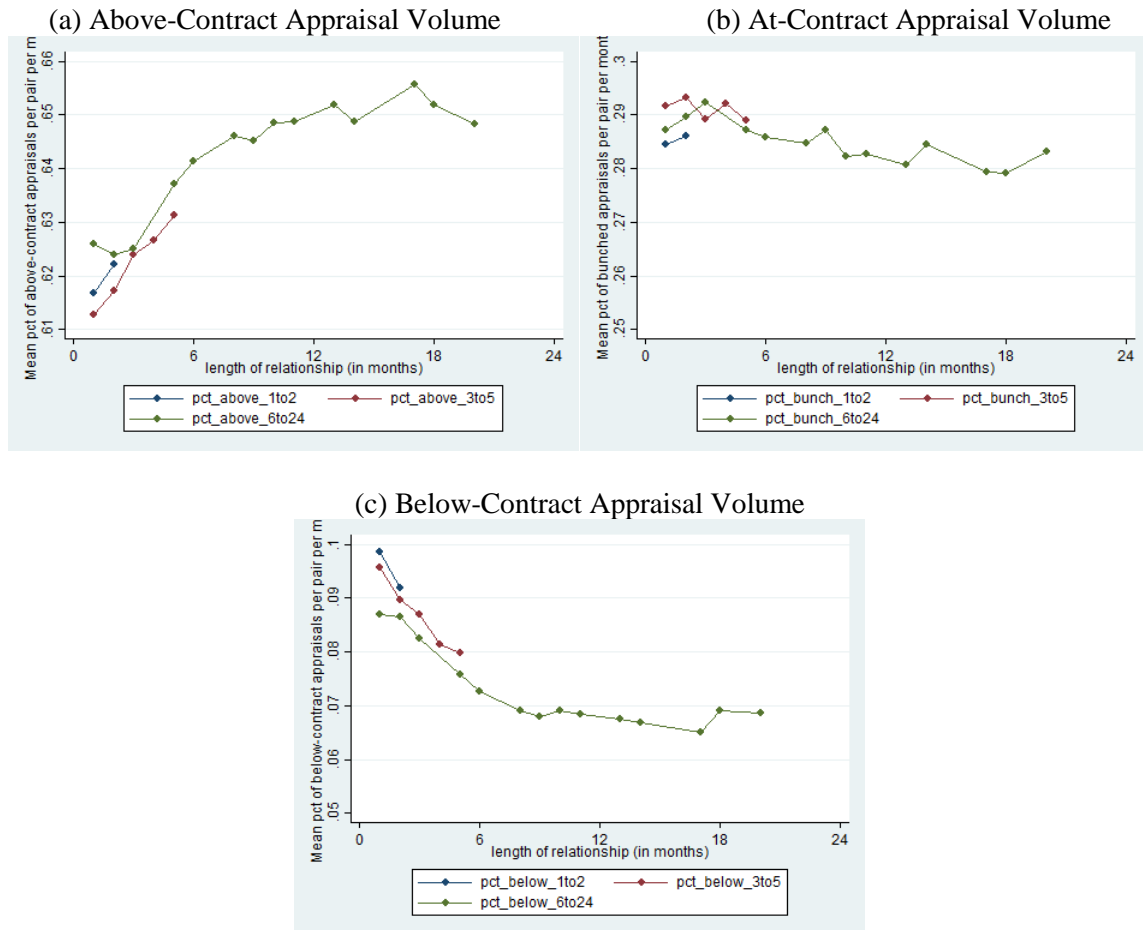 (a) Above-Contract Appraisal Volume
(b) At-Contract Appraisal Volume
Mean pct of above-contract appraisals per pair per m
.66
.65
.64
.63
.62
.61
0
6
12
18
24
length of relationship (in months)
pct_above_1to2
pct_above_3to5
pct_above_6to24
Mean pct of bunched appraisals per pair per mont
.3
.29
.28
.27
.26
.25
0
6
12
18
24
length of relationship (in months)
pct_bunch_1to2
pct_bunch_3to5
pct_bunch_6to24
(c) Below-Contract Appraisal Volume
Mean pct of below-contract appraisals per pair per m
.1
.09
.08
.07
.06
.05
0
6
12
18
24
length of relationship (in months)
pct_below_1to2
pct_below_3to5
pct_below_6to24